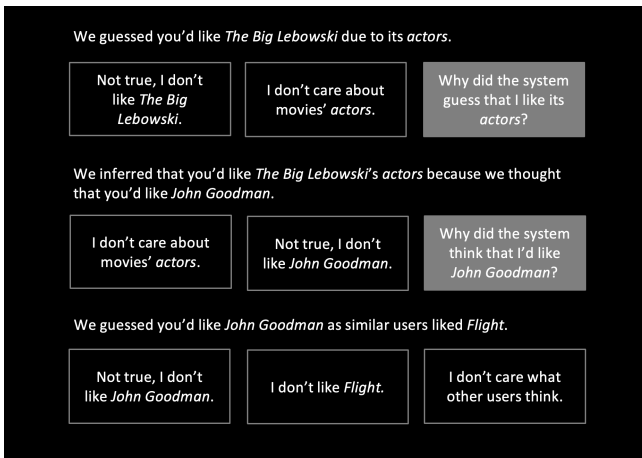 We guessed you'd like The Big Lebowski due to its actors.
Not true, I don't
like The Big
Lebowski.
I don't care about
movies' actors.
Why did the system
guess that I like its
actors?
We inferred that you'd like The Big Lebowski's actors because we thought
that you'd like John Goodman.
I don't care about
movies' actors.
Not true, I don't
like John Goodman.
Why did the system
think that I'd like
John Goodman?
We guessed you'd like John Goodman as similar users liked Flight.
Not true, I don't
like John Goodman.
I don't like Flight.
I don't care what
other users think.